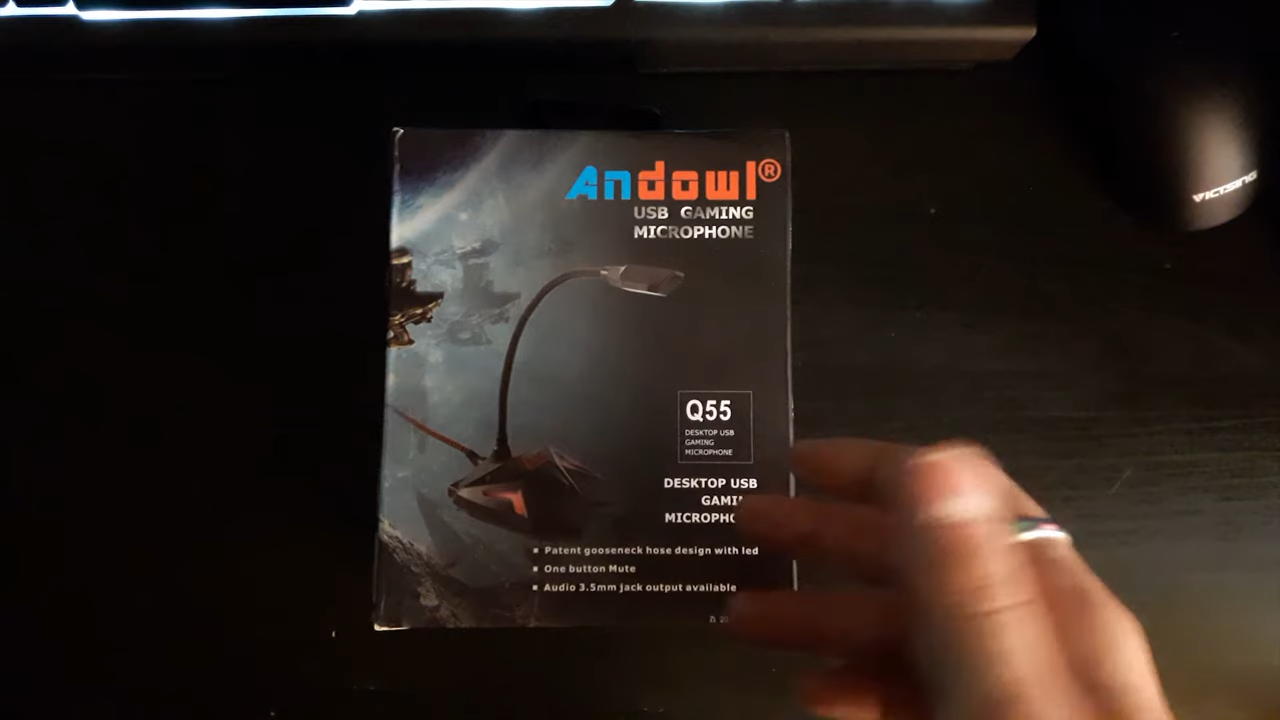 Andowl®
USB GAMING
MICROPHONE
VICTSING
Q55
DESKTOP USB
GAMING
MICROPHONE
DESKTOP USB
▪ Patent gooseneck hose design with led
▪ One button Mute
▪ Audio 3.5mm jack output available